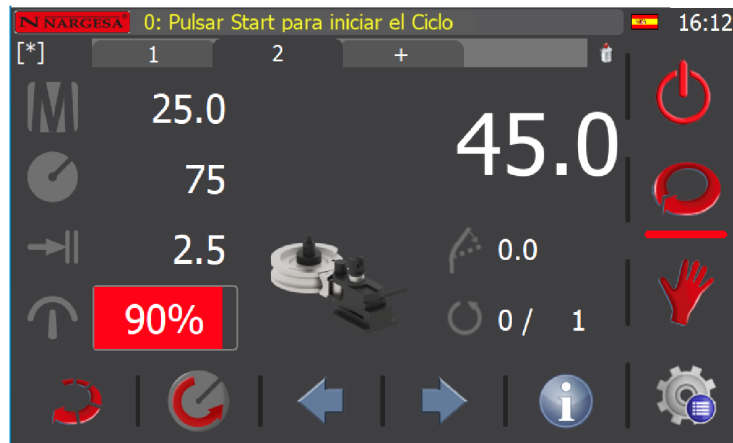 N NARGESA® 0: Pulsar Start para iniciar el Ciclo 16:12
[*] 1 2 +
25.0
45.0
75
2.5
0.0
90%
0 / 1